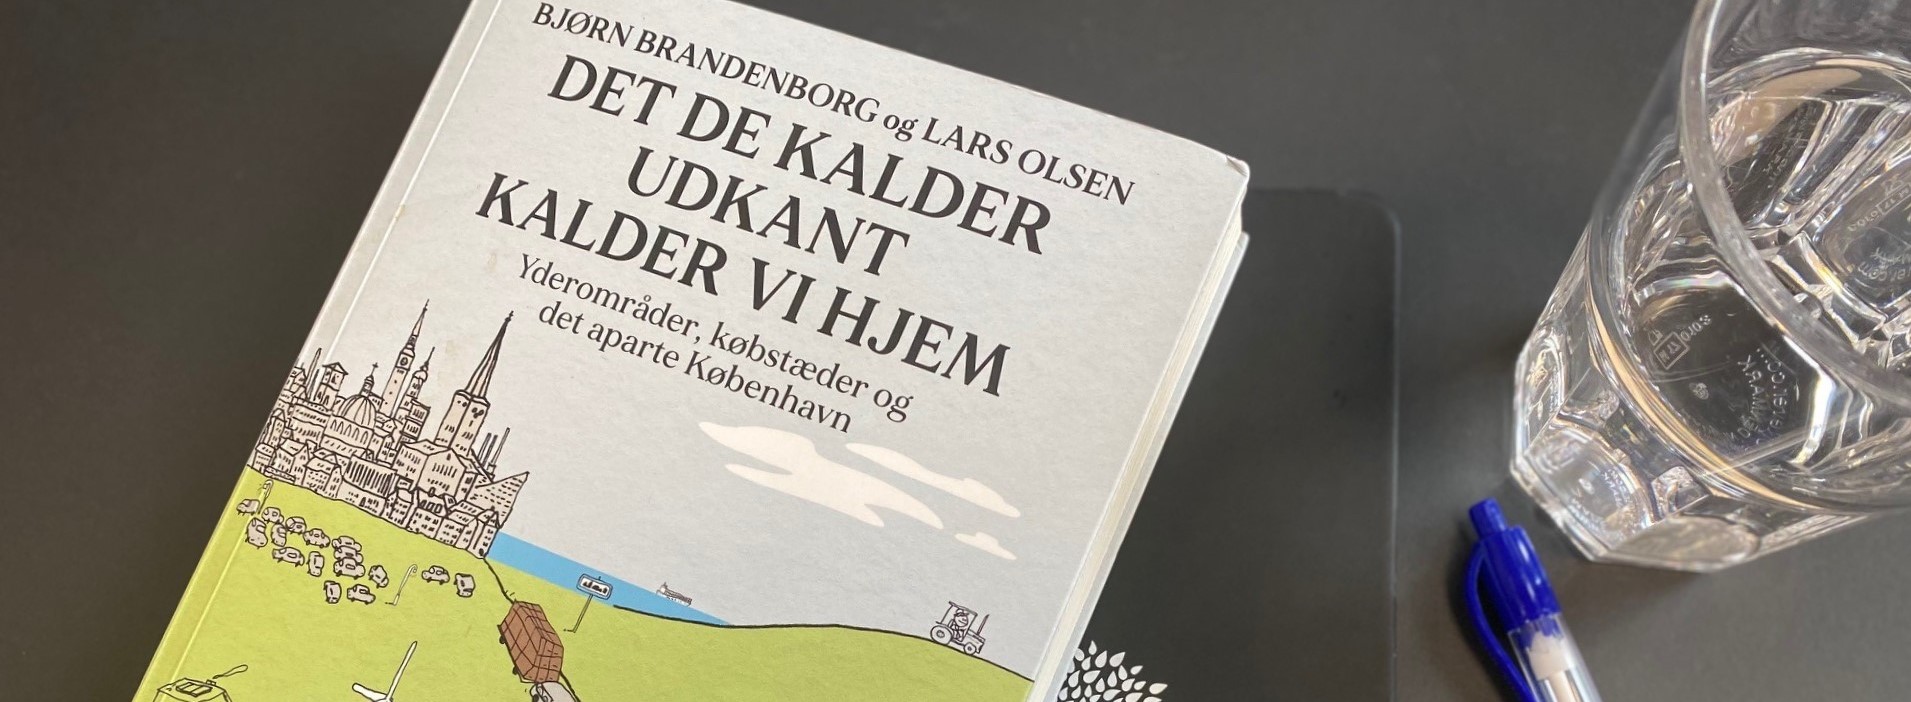 BJØRN BRANDENBORG og LARS OLSEN
DET DE KALDER
UDKANT
KALDER VI HJEM
Yderområder, købstæder og
det aparte København